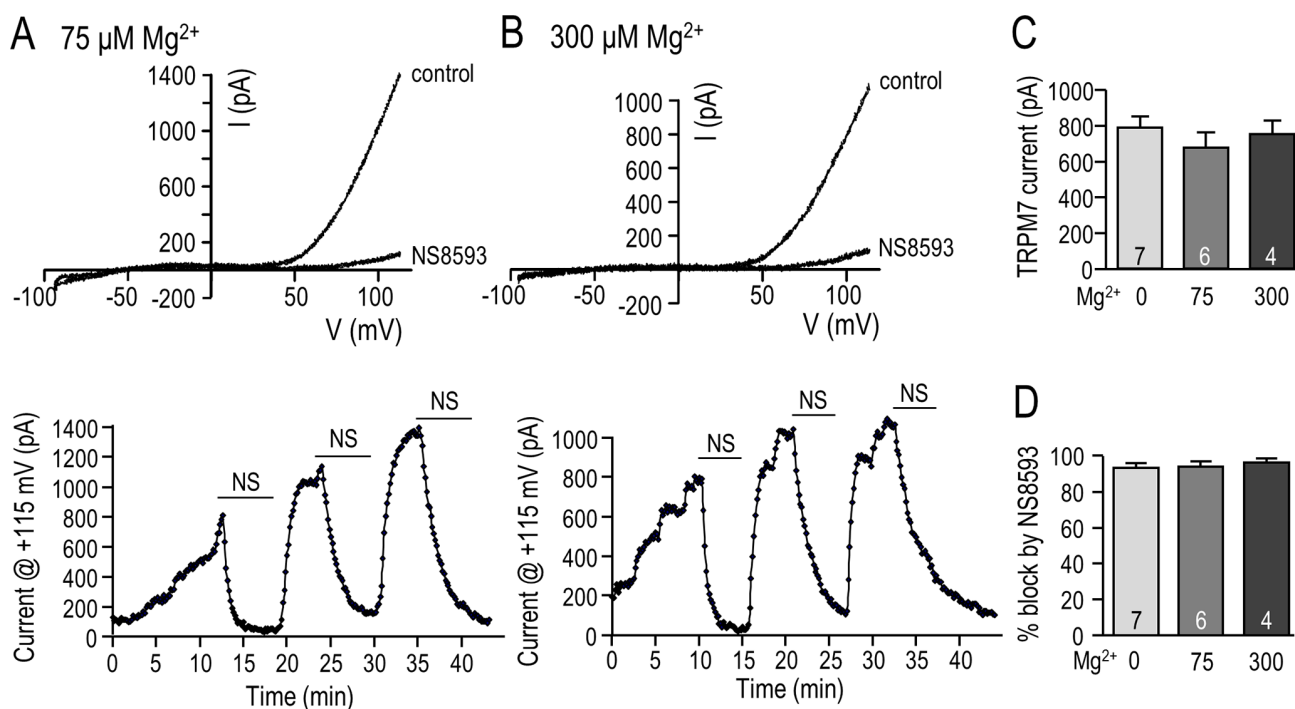 A 75 µM Mg²⁺
I (pA)
1400
1000
600
200
-200
-100
-50
50
100
V (mV)
control
NS8593
B 300 µM Mg²⁺
I (pA)
1000
800
600
400
200
-200
-100
-50
50
100
V (mV)
control
NS8593
C
TRPM7 current (pA)
1000
800
600
400
200
0
7 6 4
Mg²⁺ 0 75 300
Current @ +115 mV (pA)
1400
1200
1000
800
600
400
200
0
NS
NS
NS
0 5 10 15 20 25 30 35 40
Time (min)
Current @ +115 mV (pA)
1000
800
600
400
200
0
NS
NS
NS
0 5 10 15 20 25 30 35 40
Time (min)
D
% block by NS8593
100
80
60
40
20
0
7 6 4
Mg²⁺ 0 75 300